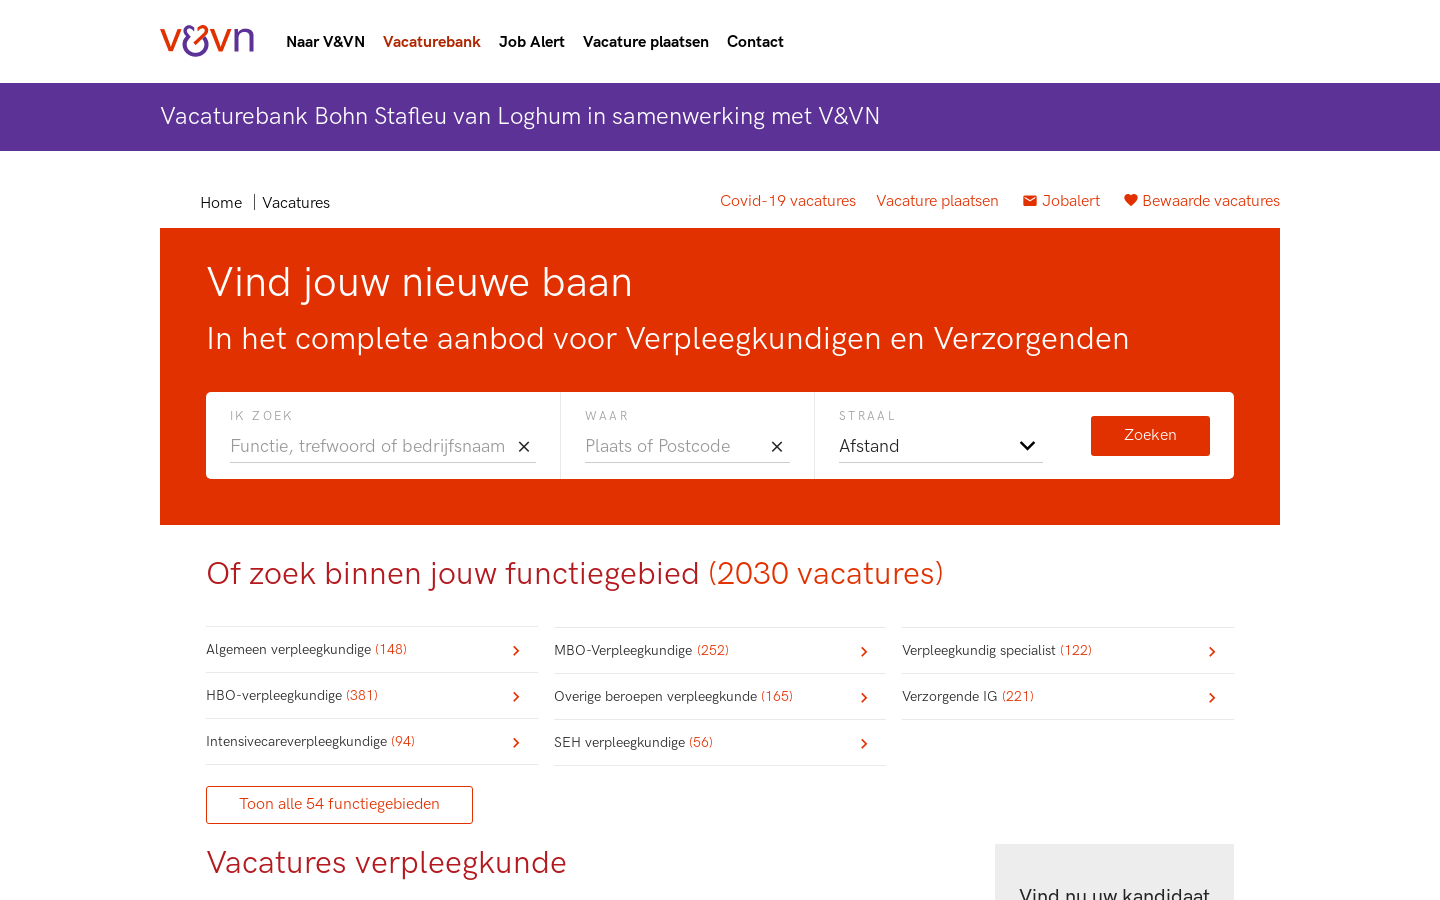 v&vn
Naar V&VN
Vacaturebank
Job Alert
Vacature plaatsen
Contact
Vacaturebank Bohn Stafleu van Loghum in samenwerking met V&VN
Home | Vacatures
Covid-19 vacatures
Vacature plaatsen
Jobalert
Bewaarde vacatures
Vind jouw nieuwe baan
In het complete aanbod voor Verpleegkundigen en Verzorgenden
IK ZOEK
Functie, trefwoord of bedrijfsnaam
WAAR
Plaats of Postcode
STRAAL
Afstand
Zoeken
Of zoek binnen jouw functiegebied (2030 vacatures)
Algemeen verpleegkundige (148)
HBO-verpleegkundige (381)
Intensivecareverpleegkundige (94)
MBO-Verpleegkundige (252)
Overige beroepen verpleegkunde (165)
SEH verpleegkundige (56)
Verpleegkundig specialist (122)
Verzorgende IG (221)
Toon alle 54 functiegebieden
Vacatures verpleegkunde
Vind nu uw kandidaat